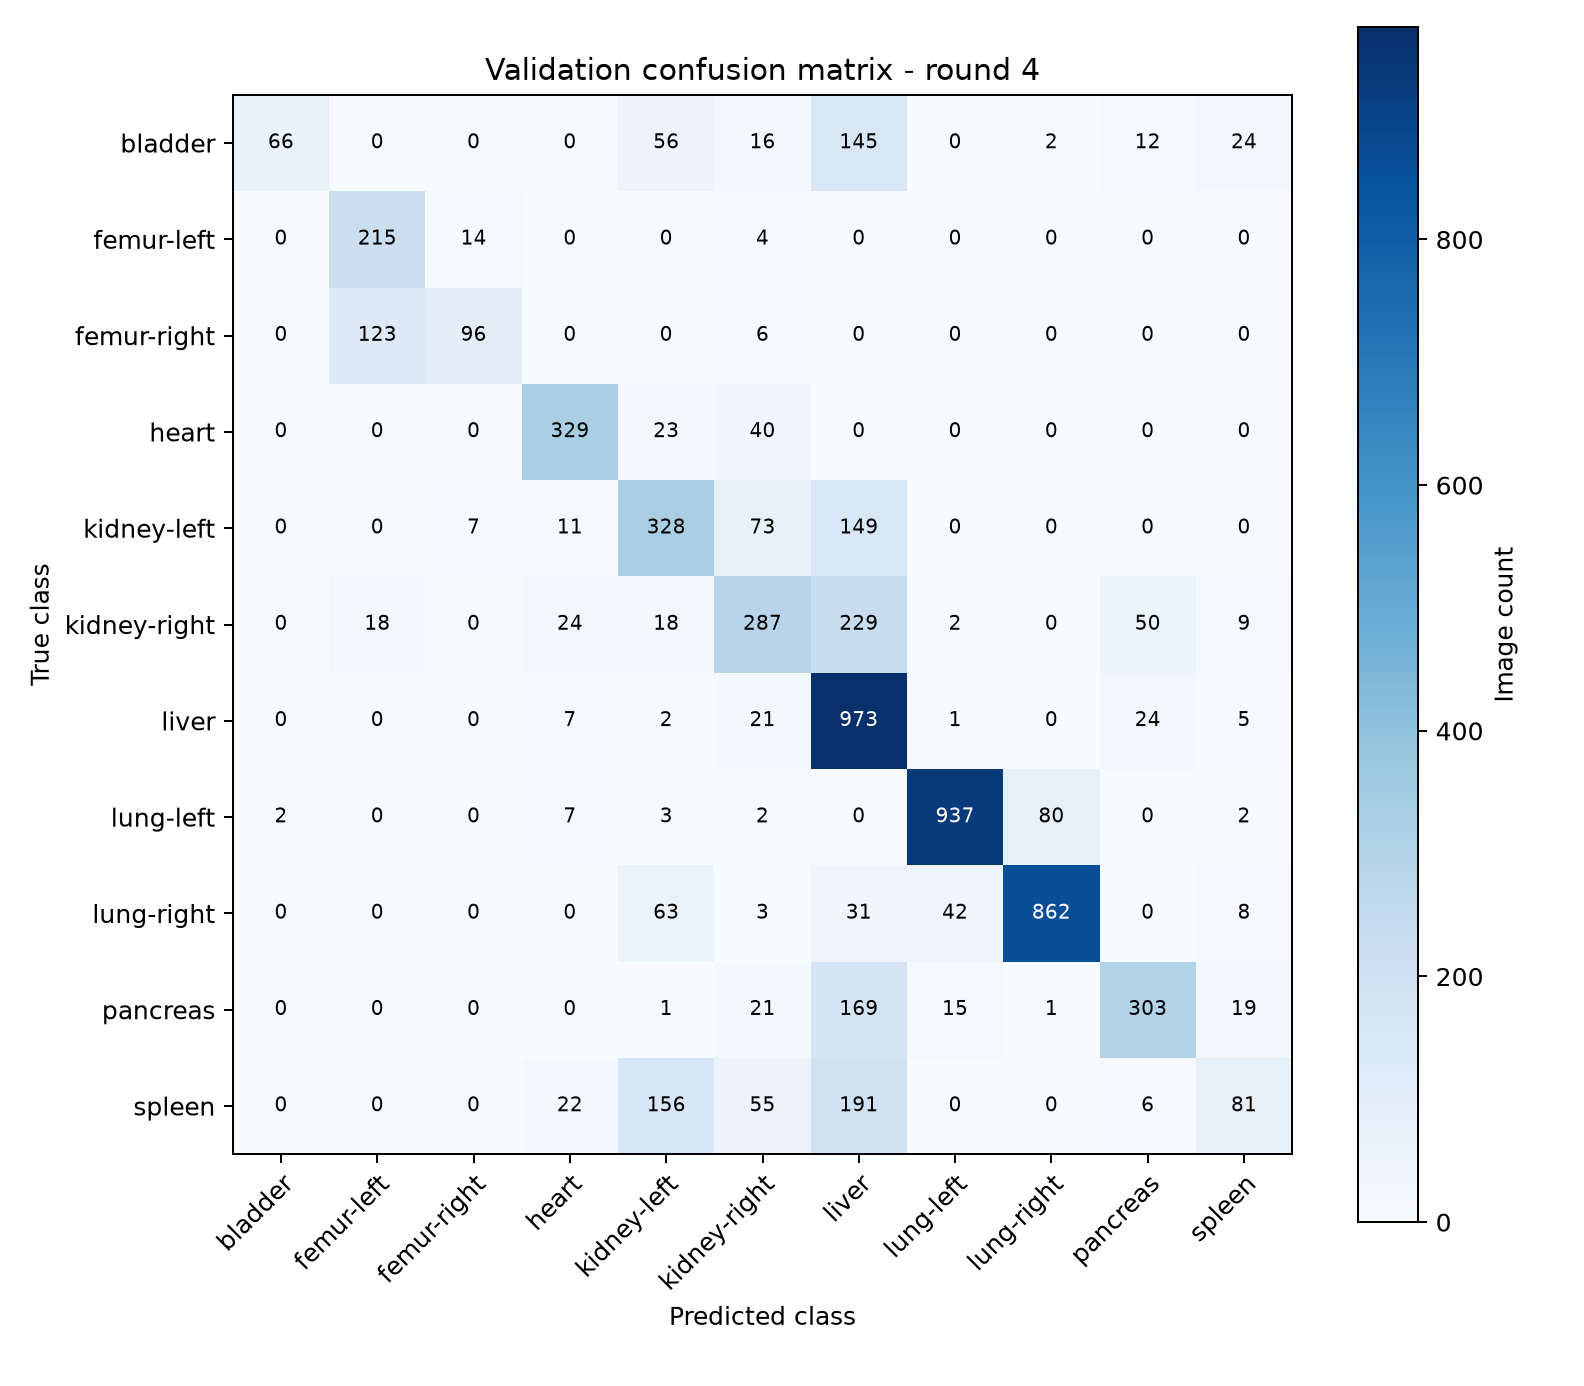 Validation confusion matrix - round 4
True class
bladder 66 0 0 0 56 16 145 0 2 12 24
femur-left 0 215 14 0 0 4 0 0 0 0 0
femur-right 0 123 96 0 0 6 0 0 0 0 0
heart 0 0 0 329 23 40 0 0 0 0 0
kidney-left 0 0 7 11 328 73 149 0 0 0 0
kidney-right 0 18 0 24 18 287 229 2 0 50 9
liver 0 0 0 7 2 21 973 1 0 24 5
lung-left 2 0 0 7 3 2 0 937 80 0 2
lung-right 0 0 0 0 63 3 31 42 862 0 8
pancreas 0 0 0 0 1 21 169 15 1 303 19
spleen 0 0 0 22 156 55 191 0 0 6 81
bladder femur-left femur-right heart kidney-left kidney-right liver lung-left lung-right pancreas spleen
Predicted class
800
600
400
200
0
Image count